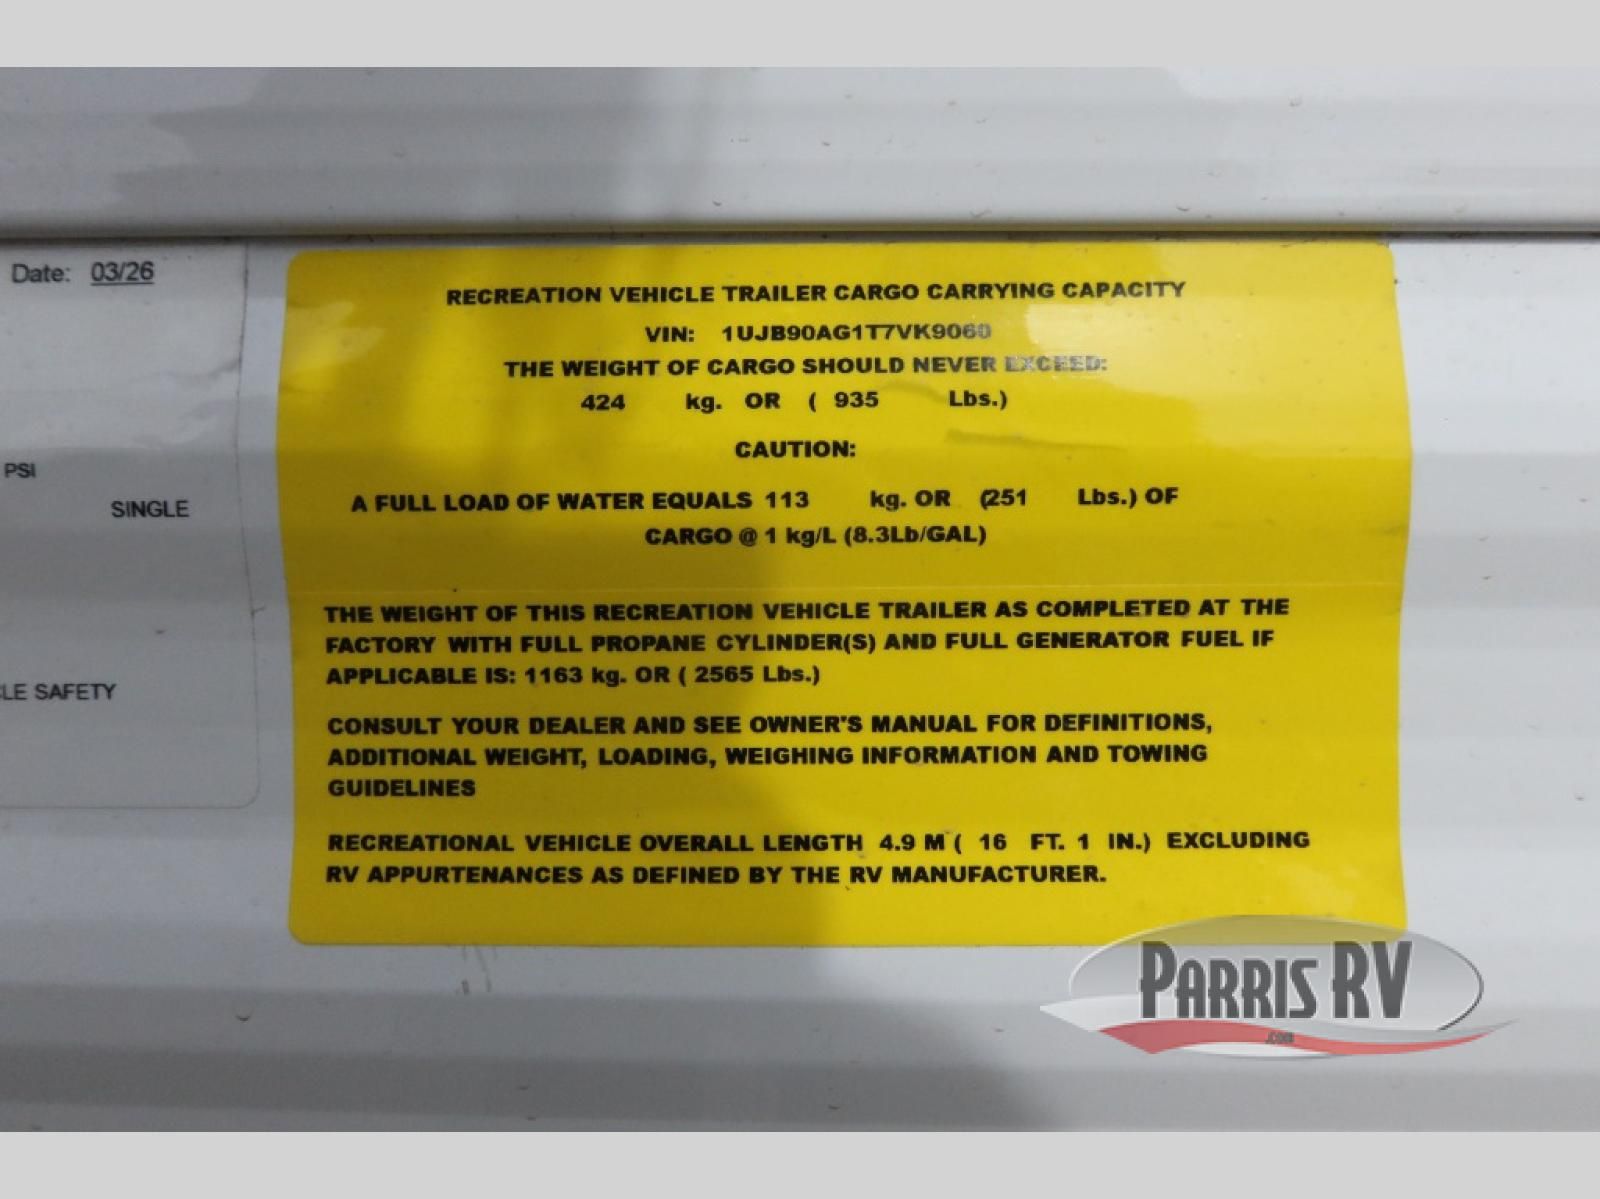 Date: 03/26
PSI
SINGLE
LE SAFETY
RECREATION VEHICLE TRAILER CARGO CARRYING CAPACITY
VIN: 1UJB90AG1T7VK9060
THE WEIGHT OF CARGO SHOULD NEVER EXCEED:
424 kg. OR ( 935 Lbs.)
CAUTION:
A FULL LOAD OF WATER EQUALS 113 kg. OR (251 Lbs.) OF
CARGO @ 1 kg/L (8.3Lb/GAL)
THE WEIGHT OF THIS RECREATION VEHICLE TRAILER AS COMPLETED AT THE
FACTORY WITH FULL PROPANE CYLINDER(S) AND FULL GENERATOR FUEL IF
APPLICABLE IS: 1163 kg. OR ( 2565 Lbs.)
CONSULT YOUR DEALER AND SEE OWNER'S MANUAL FOR DEFINITIONS,
ADDITIONAL WEIGHT, LOADING, WEIGHING INFORMATION AND TOWING
GUIDELINES
RECREATIONAL VEHICLE OVERALL LENGTH 4.9 M ( 16 FT. 1 IN.) EXCLUDING
RV APPURTENANCES AS DEFINED BY THE RV MANUFACTURER.
PARRIS RV
.COM